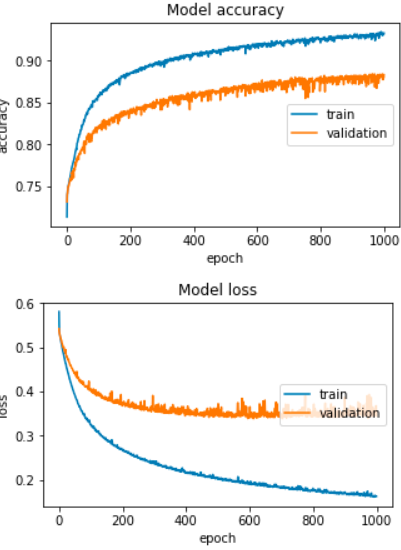 Model accuracy
accuracy
0.90
0.85
0.80
0.75
train
validation
0 200 400 600 800 1000
epoch
Model loss
loss
0.6
0.5
0.4
0.3
0.2
train
validation
0 200 400 600 800 1000
epoch